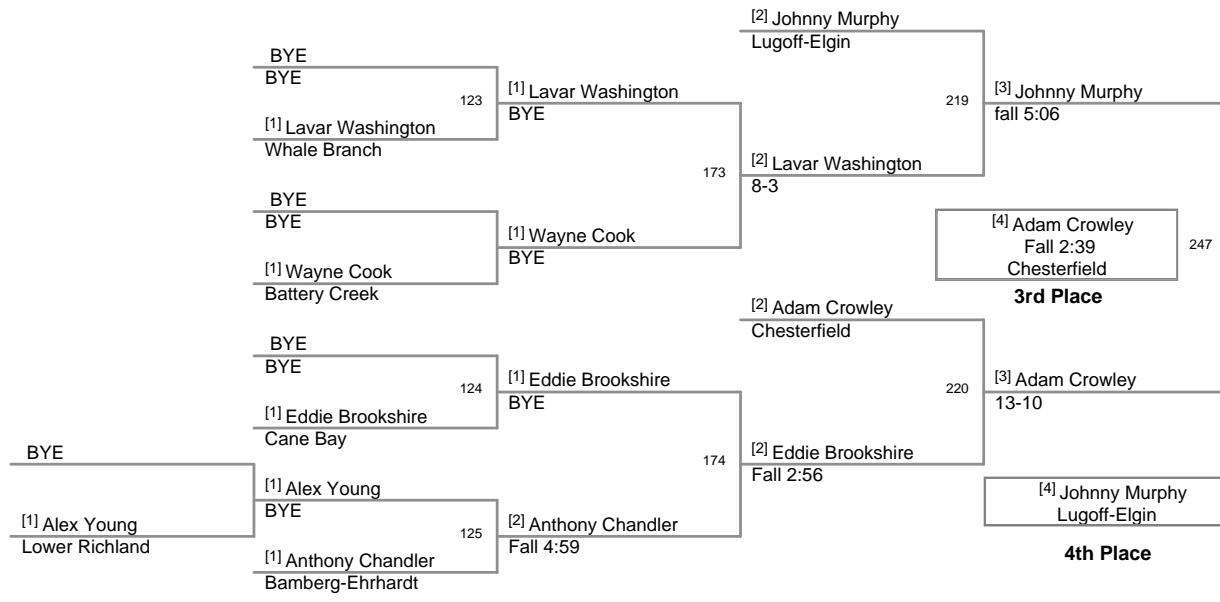 [2] Johnny Murphy
Lugoff-Elgin
BYE
BYE
123
[1] Lavar Washington
BYE
219
[3] Johnny Murphy
fall 5:06
[1] Lavar Washington
Whale Branch
173
[2] Lavar Washington
8-3
BYE
BYE
[1] Wayne Cook
BYE
[4] Adam Crowley
Fall 2:39
Chesterfield
247
3rd Place
[1] Wayne Cook
Battery Creek
[2] Adam Crowley
Chesterfield
BYE
BYE
124
[1] Eddie Brookshire
BYE
220
[3] Adam Crowley
13-10
[1] Eddie Brookshire
Cane Bay
BYE
174
[2] Eddie Brookshire
Fall 2:56
[1] Alex Young
BYE
[4] Johnny Murphy
Lugoff-Elgin
4th Place
[1] Alex Young
Lower Richland
125
[2] Anthony Chandler
Fall 4:59
[1] Anthony Chandler
Bamberg-Ehrhardt